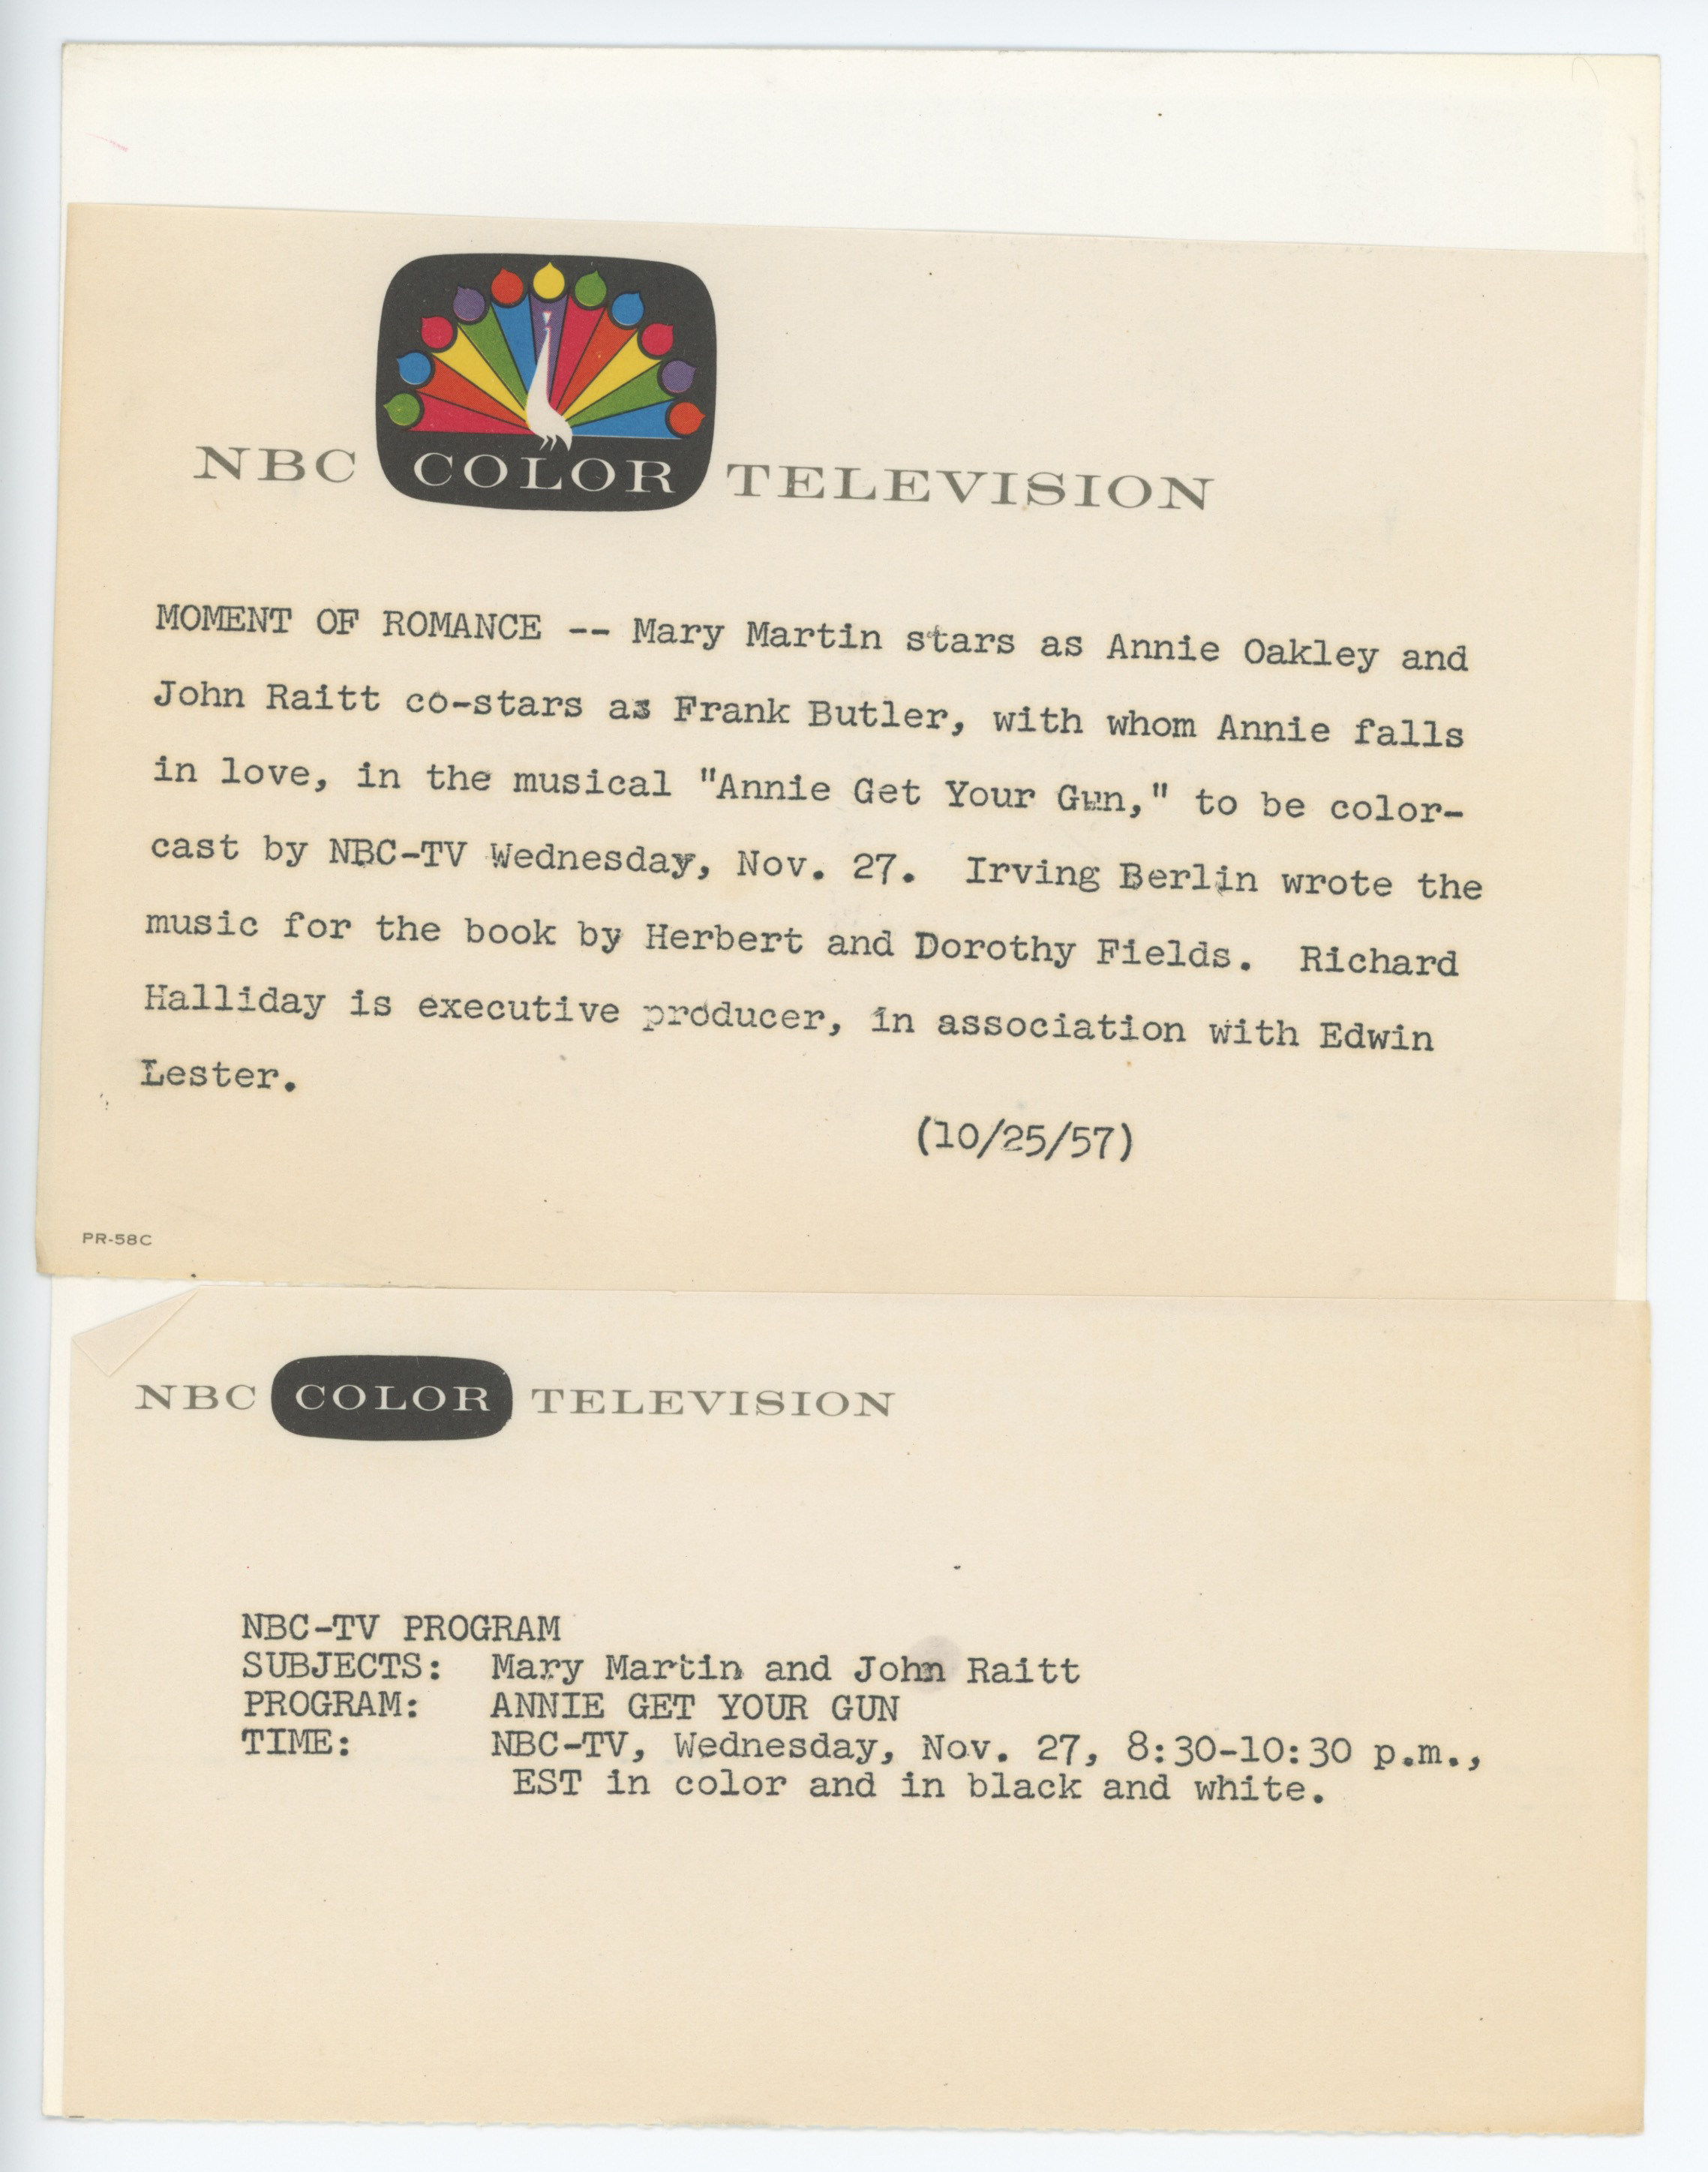 NBC COLOR TELEVISION
MOMENT OF ROMANCE -- Mary Martin stars as Annie Oakley and
John Raitt co-stars as Frank Butler, with whom Annie falls
in love, in the musical "Annie Get Your Gun," to be color-
cast by NBC-TV Wednesday, Nov. 27. Irving Berlin wrote the
music for the book by Herbert and Dorothy Fields. Richard
Halliday is executive producer, in association with Edwin
Lester.
(10/25/57)
PR-58C
NBC COLOR TELEVISION
NBC-TV PROGRAM
SUBJECTS: Mary Martin and John Raitt
PROGRAM: ANNIE GET YOUR GUN
TIME: NBC-TV, Wednesday, Nov. 27, 8:30-10:30 p.m.,
EST in color and in black and white.